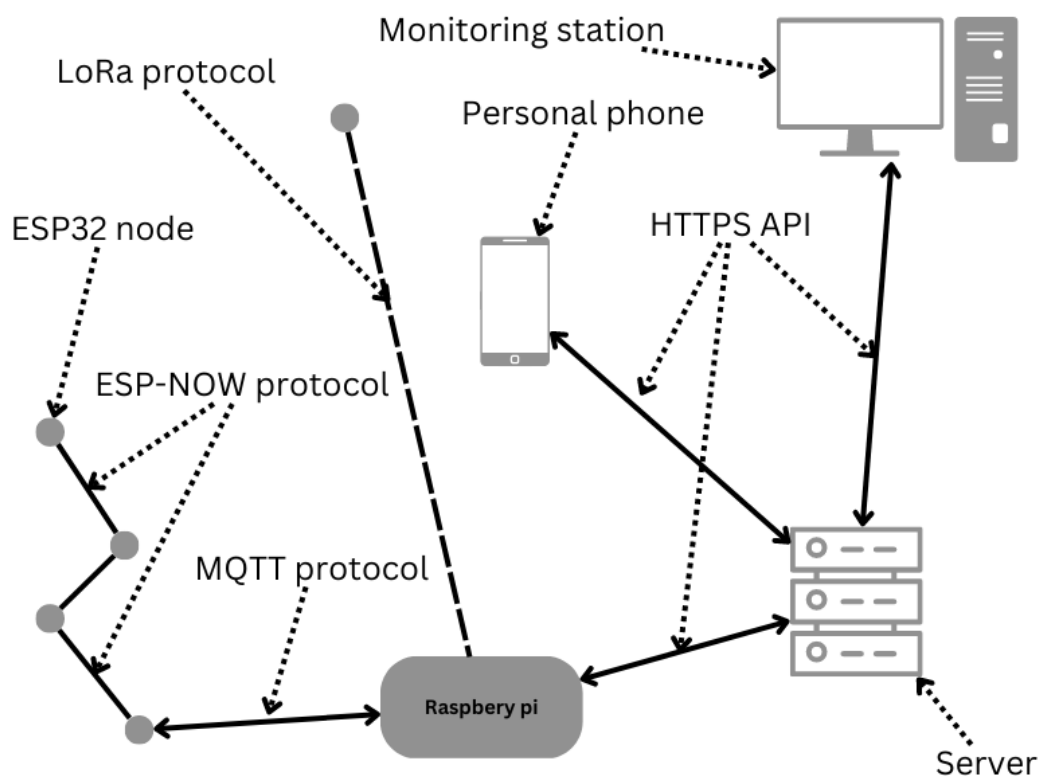 Monitoring station
LoRa protocol
Personal phone
ESP32 node
HTTPS API
ESP-NOW protocol
MQTT protocol
Raspbery pi
Server